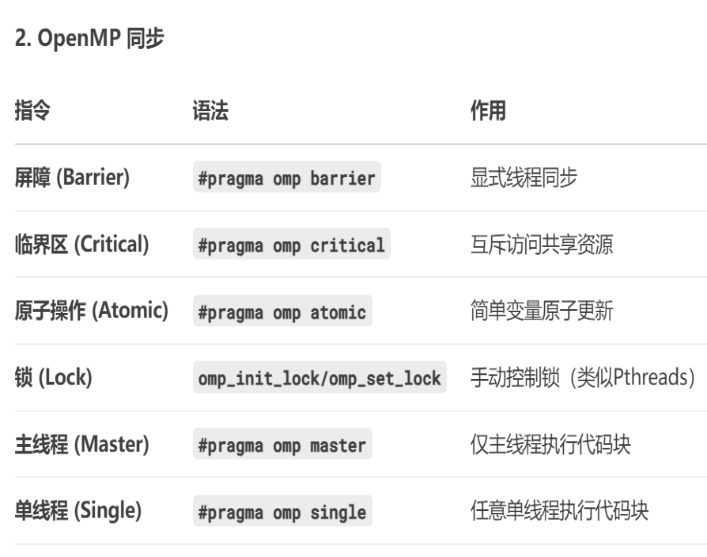 2. OpenMP 同步
指令 语法 作用
屏障 (Barrier) #pragma omp barrier 显式线程同步
临界区 (Critical) #pragma omp critical 互斥访问共享资源
原子操作 (Atomic) #pragma omp atomic 简单变量原子更新
锁 (Lock) omp_init_lock/omp_set_lock 手动控制锁（类似Pthreads）
主线程 (Master) #pragma omp master 仅主线程执行代码块
单线程 (Single) #pragma omp single 任意单线程执行代码块